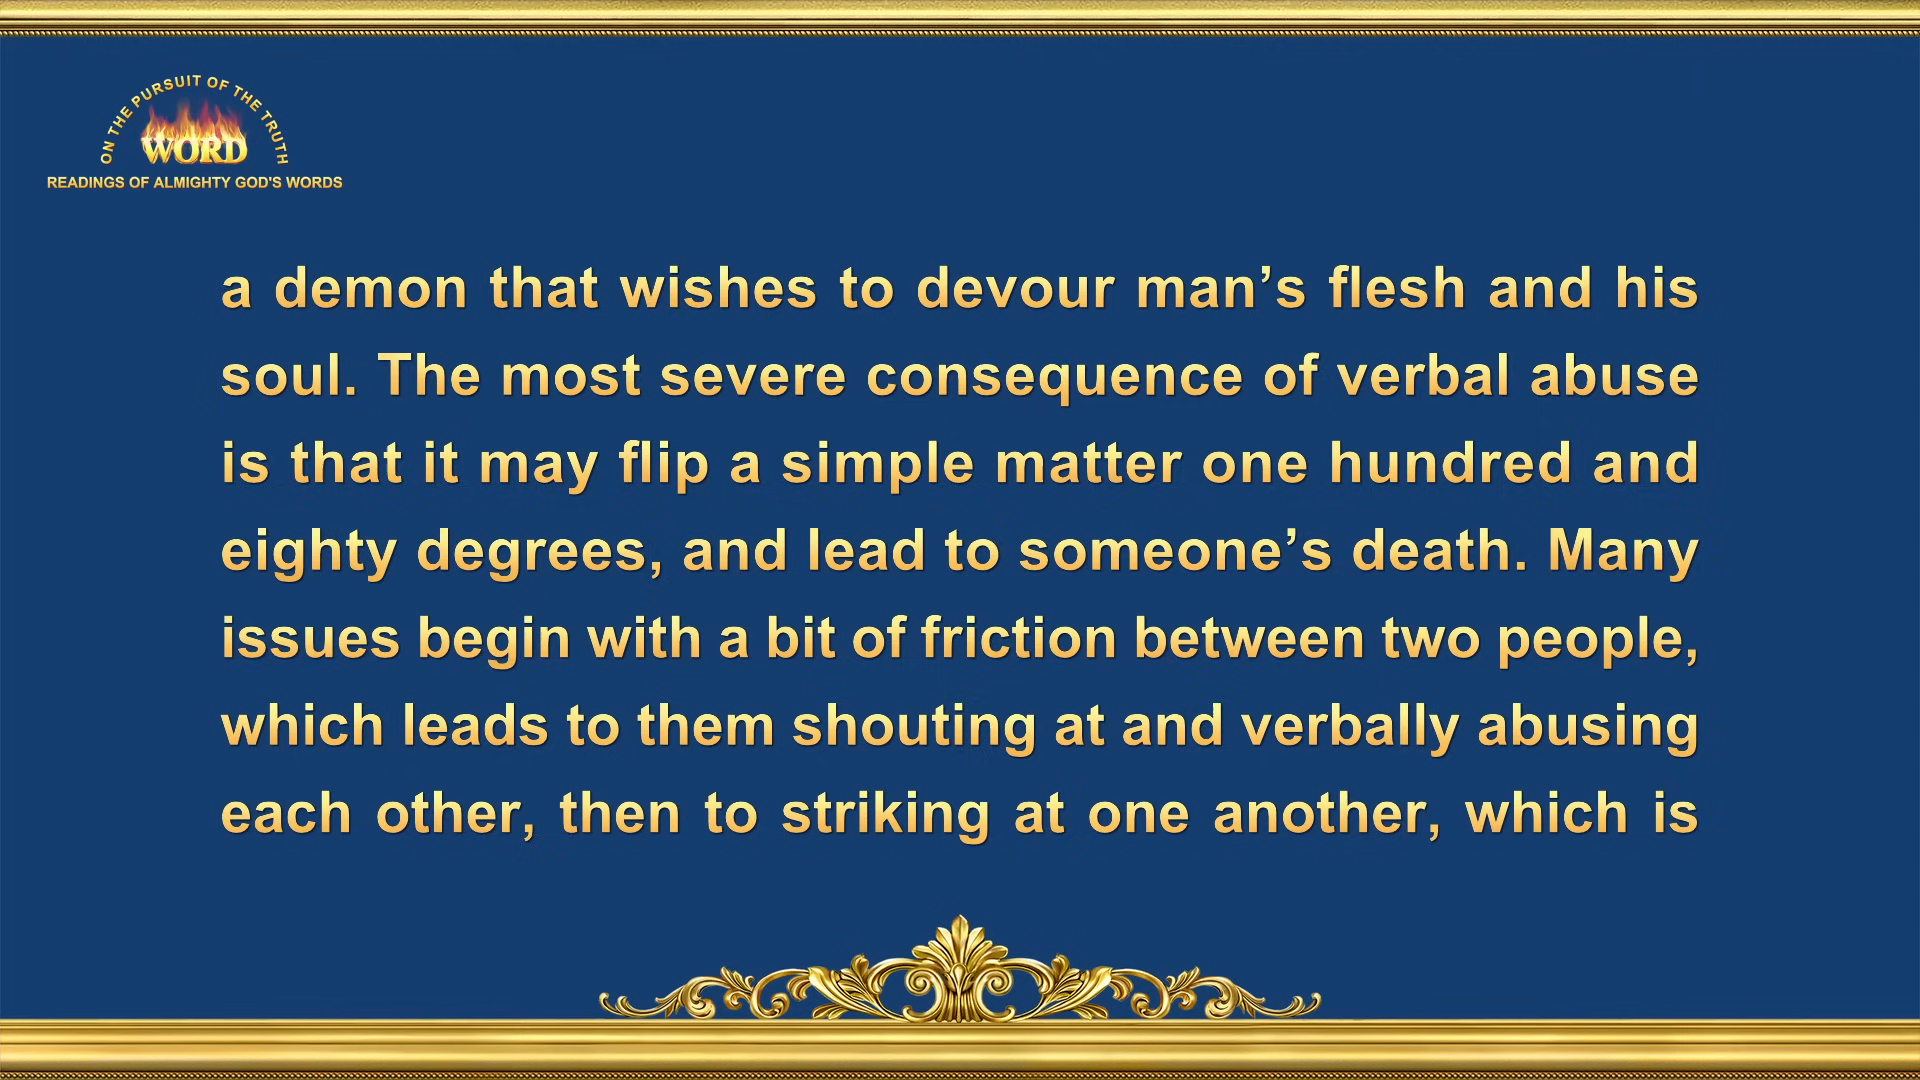 ON THE PURSUIT OF THE TRUTH
WORD
READINGS OF ALMIGHTY GOD'S WORDS
a demon that wishes to devour man’s flesh and his
soul. The most severe consequence of verbal abuse
is that it may flip a simple matter one hundred and
eighty degrees, and lead to someone’s death. Many
issues begin with a bit of friction between two people,
which leads to them shouting at and verbally abusing
each other, then to striking at one another, which is